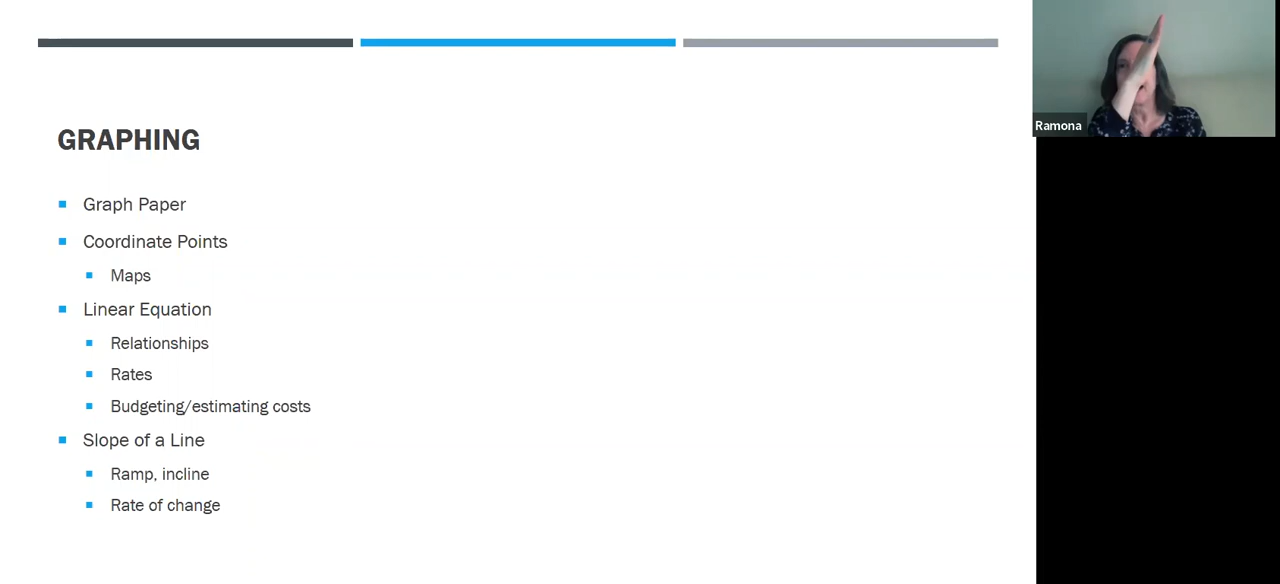 GRAPHING
Graph Paper
Coordinate Points
Maps
Linear Equation
Relationships
Rates
Budgeting/estimating costs
Slope of a Line
Ramp, incline
Rate of change
Ramona